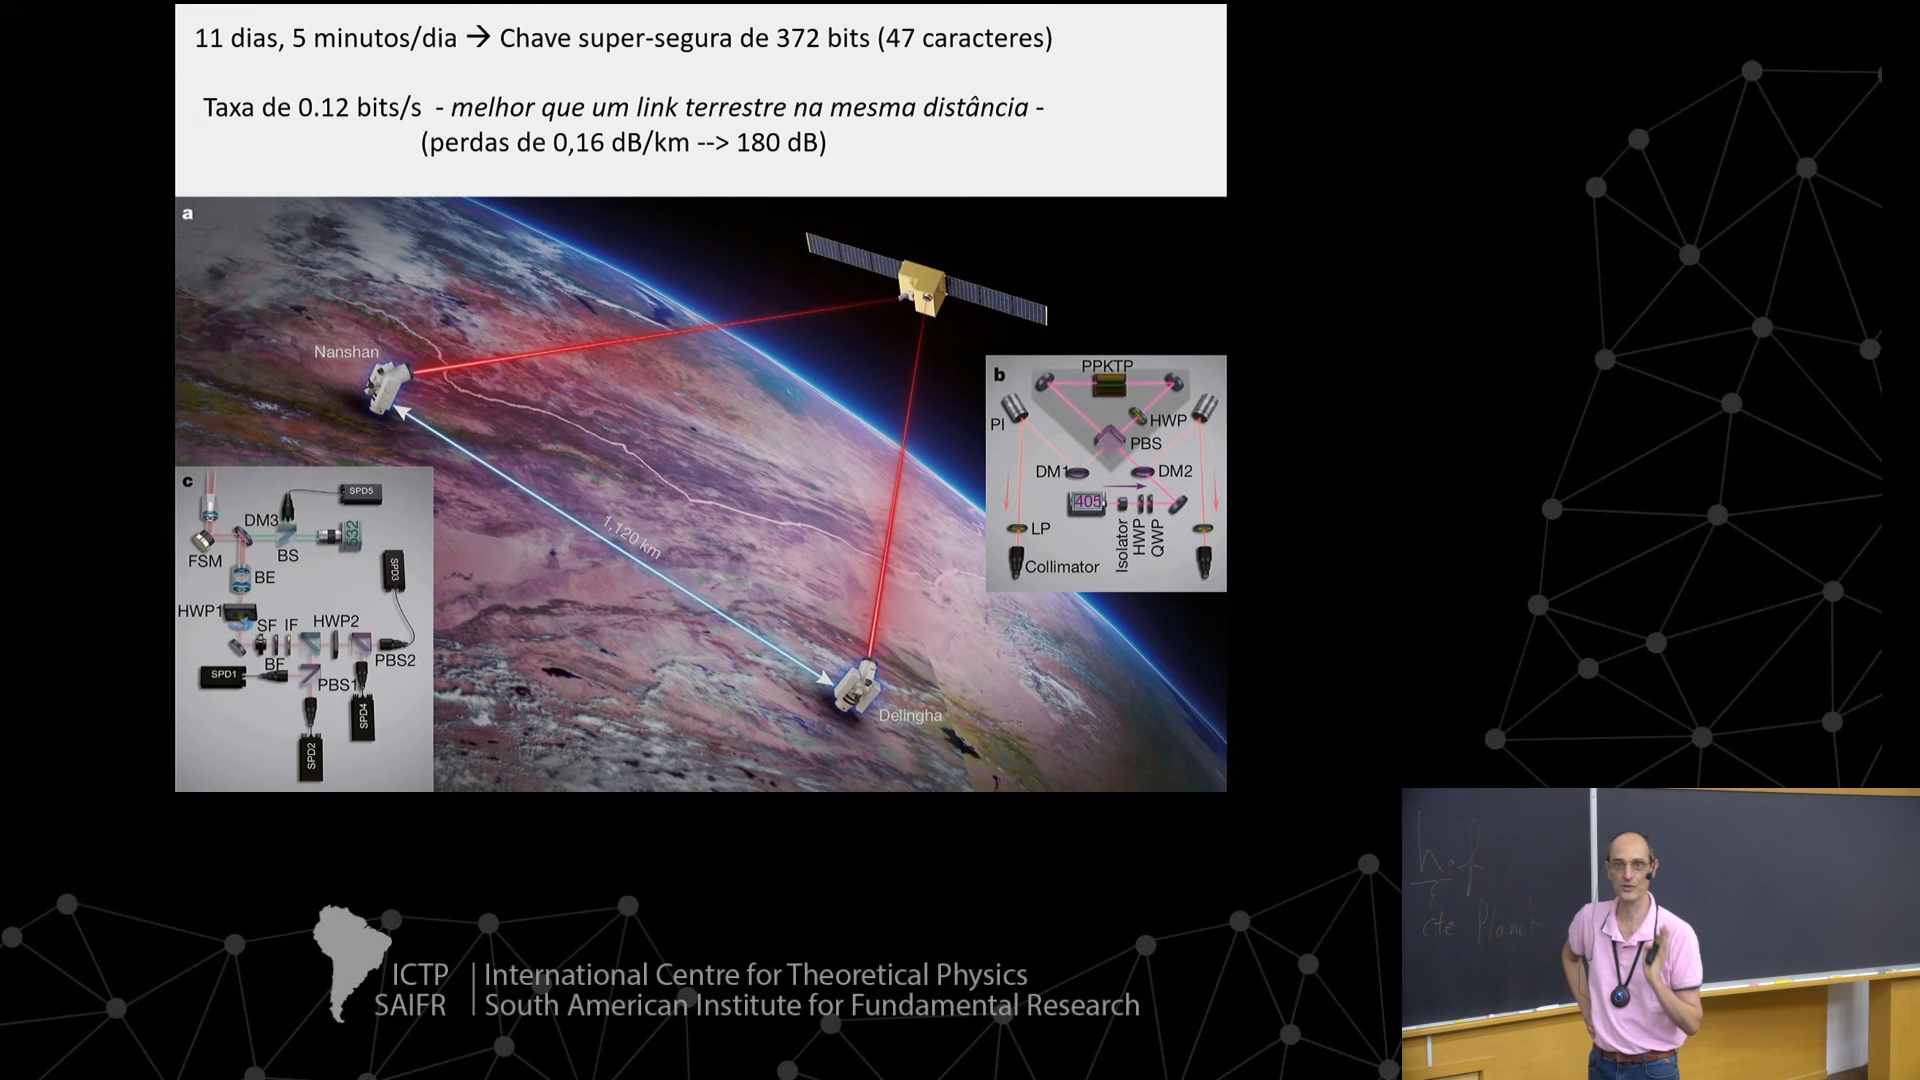 11 dias, 5 minutos/dia → Chave super-segura de 372 bits (47 caracteres)
Taxa de 0.12 bits/s - melhor que um link terrestre na mesma distância -
(perdas de 0,16 dB/km --> 180 dB)
a
Nanshan
1,120 km
Delingha
b
PPKTP
PI
HWP
PBS
DM1
DM2
405
LP
Isolator
HWP
QWP
Collimator
c
SPD5
DM3
532
FSM
BS
BE
SPD3
HWP1
SF IF HWP2
BF
PBS2
SPD1
PBS1
SPD4
SPD2
h.f
cte Planck
ICTP | International Centre for Theoretical Physics
SAIFR | South American Institute for Fundamental Research